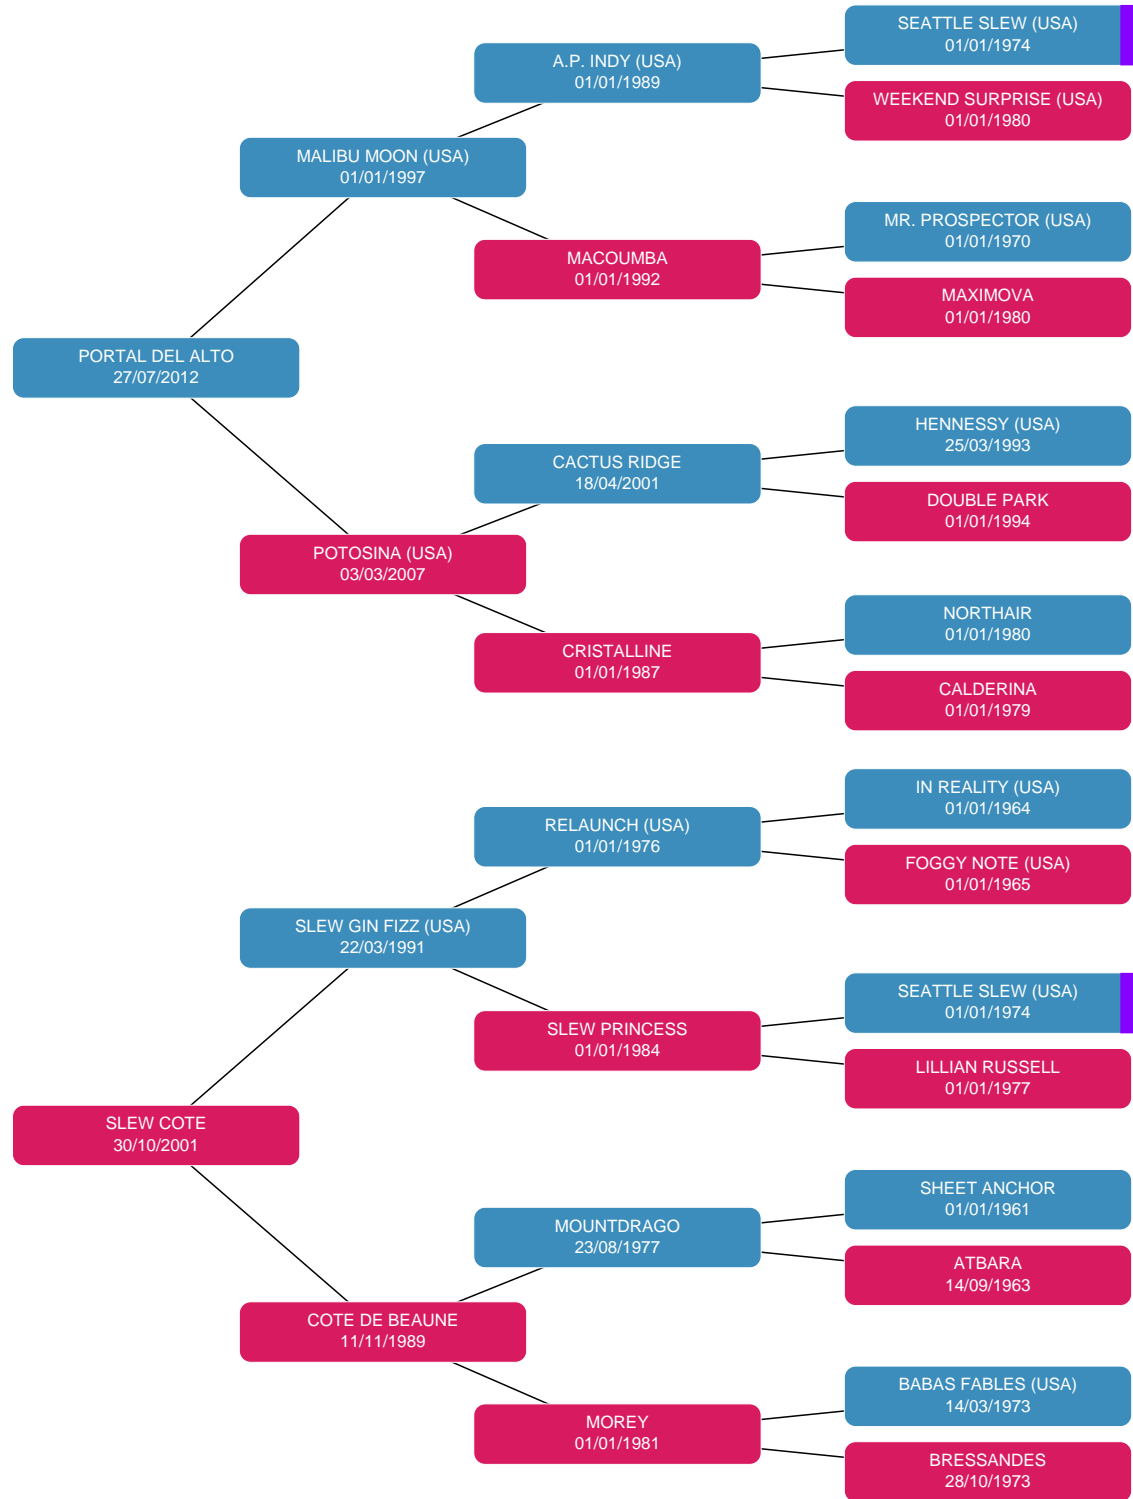 SEATTLE SLEW (USA)
01/01/1974
A.P. INDY (USA)
01/01/1989
WEEKEND SURPRISE (USA)
01/01/1980
MALIBU MOON (USA)
01/01/1997
MR. PROSPECTOR (USA)
01/01/1970
MACOUMBA
01/01/1992
MAXIMOVA
01/01/1980
PORTAL DEL ALTO
27/07/2012
HENNESSY (USA)
25/03/1993
CACTUS RIDGE
18/04/2001
DOUBLE PARK
01/01/1994
POTOSINA (USA)
03/03/2007
NORTHAIR
01/01/1980
CRISTALLINE
01/01/1987
CALDERINA
01/01/1979
IN REALITY (USA)
01/01/1964
RELAUNCH (USA)
01/01/1976
FOGGY NOTE (USA)
01/01/1965
SLEW GIN FIZZ (USA)
22/03/1991
SEATTLE SLEW (USA)
01/01/1974
SLEW PRINCESS
01/01/1984
LILLIAN RUSSELL
01/01/1977
SLEW COTE
30/10/2001
SHEET ANCHOR
01/01/1961
MOUNTDRAGO
23/08/1977
ATBARA
14/09/1963
COTE DE BEAUNE
11/11/1989
BABAS FABLES (USA)
14/03/1973
MOREY
01/01/1981
BRESSANDES
28/10/1973